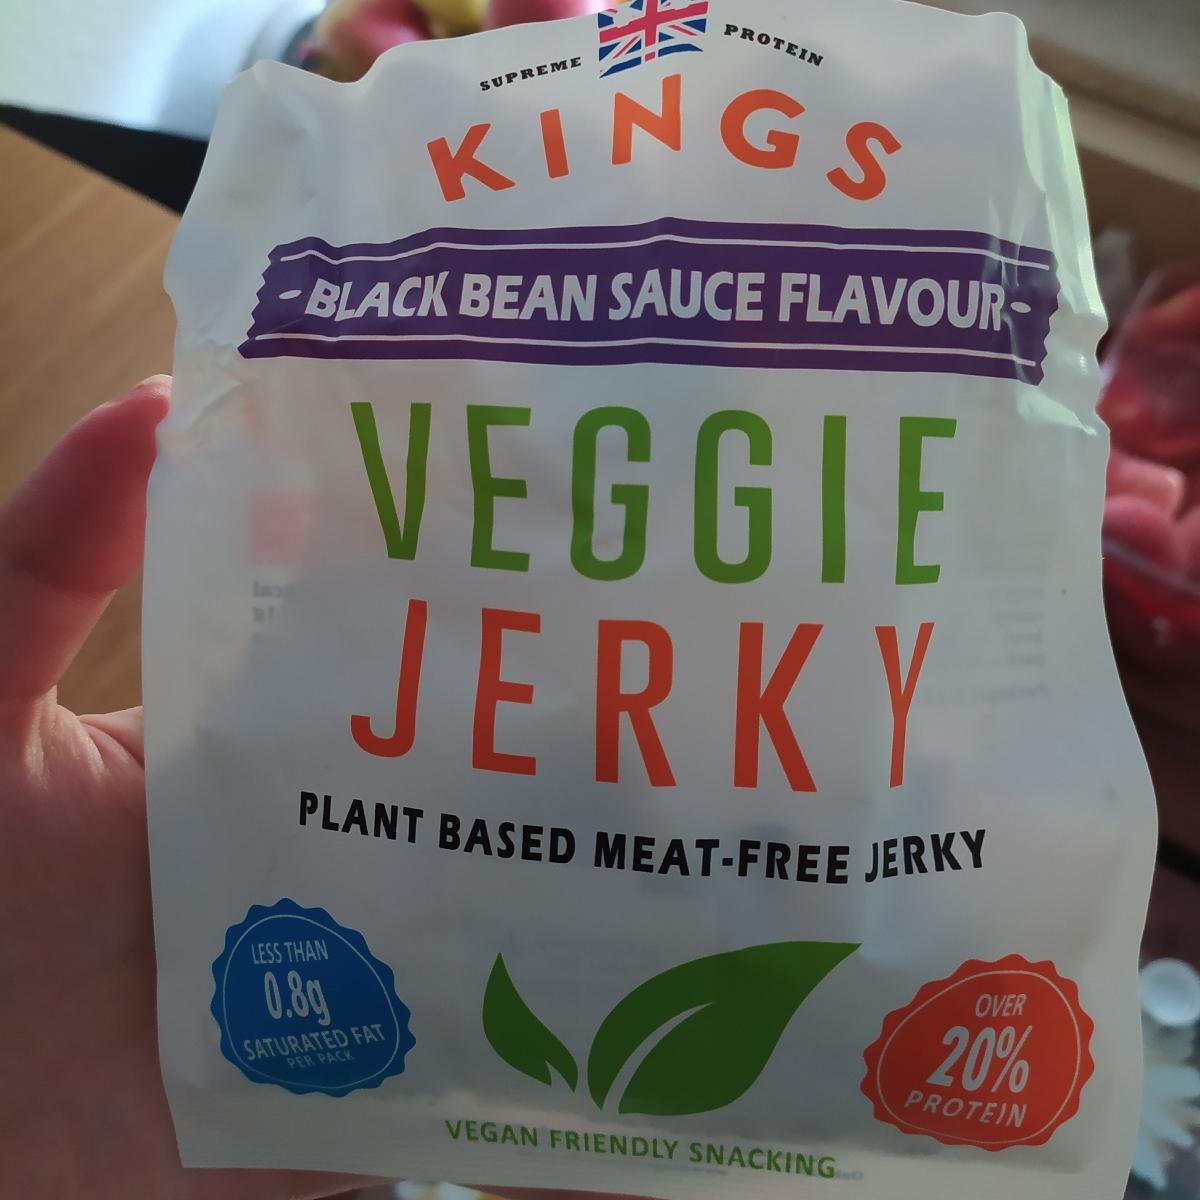 SUPREME PROTEIN
KINGS
- BLACK BEAN SAUCE FLAVOUR -
VEGGIE
JERKY
PLANT BASED MEAT-FREE JERKY
LESS THAN
0.8g
SATURATED FAT
PER PACK
OVER
20%
PROTEIN
VEGAN FRIENDLY SNACKING